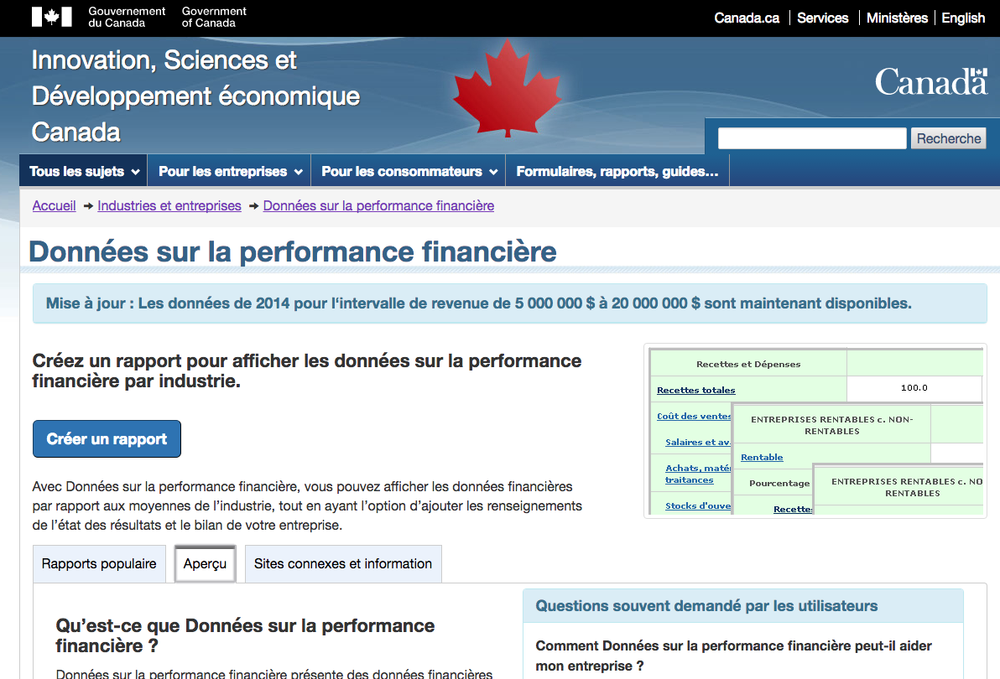 Gouvernement
du Canada
Government
of Canada
Canada.ca
Services
Ministères
English
Innovation, Sciences et
Développement économique
Canada
Canada
Recherche
Tous les sujets
Pour les entreprises
Pour les consommateurs
Formulaires, rapports, guides...
Accueil → Industries et entreprises → Données sur la performance financière
Données sur la performance financière
Mise à jour : Les données de 2014 pour l‘intervalle de revenue de 5 000 000 $ à 20 000 000 $ sont maintenant disponibles.
Créez un rapport pour afficher les données sur la performance
financière par industrie.
Créer un rapport
Avec Données sur la performance financière, vous pouvez afficher les données financières
par rapport aux moyennes de l’industrie, tout en ayant l’option d’ajouter les renseignements
de l’état des résultats et le bilan de votre entreprise.
Recettes et Dépenses
Recettes totales
100.0
Coût des ventes
Salaires et av
Achats, maté
traitances
Stocks d'ouve
ENTREPRISES RENTABLES c. NON-
RENTABLES
Rentable
Pourcentage
Recettes
ENTREPRISES RENTABLES c. NO
RENTABLES
Rapports populaire
Aperçu
Sites connexes et information
Qu’est-ce que Données sur la performance
financière ?
Données sur la performance financière présente des données financières
Questions souvent demandé par les utilisateurs
Comment Données sur la performance financière peut-il aider
mon entreprise ?